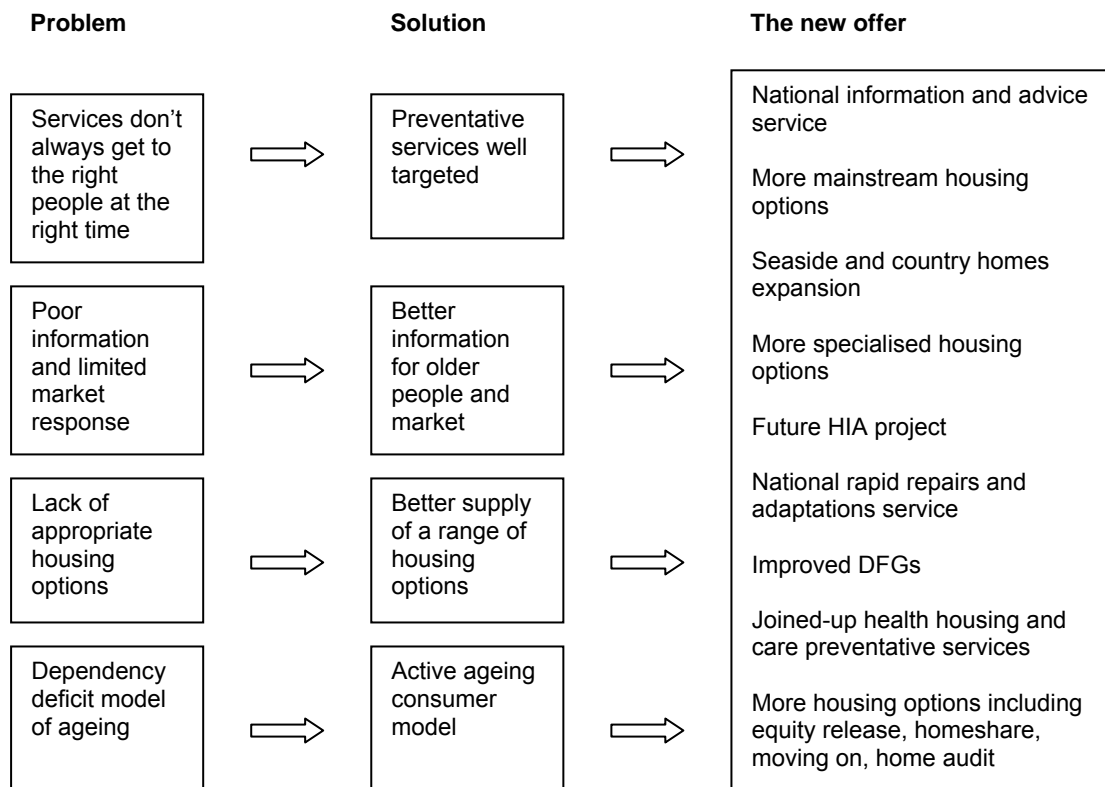 Problem
Solution
The new offer
Services don't
always get to
the right
people at the
right time
Preventative
services well
targeted
Poor
information
and limited
market
response
Better
information
for older
people and
market
Lack of
appropriate
housing
options
Better supply
of a range of
housing
options
Dependency
deficit model
of ageing
Active ageing
consumer
model
National information and advice
service
More mainstream housing
options
Seaside and country homes
expansion
More specialised housing
options
Future HIA project
National rapid repairs and
adaptations service
Improved DFGs
Joined-up health housing and
care preventative services
More housing options including
equity release, homeshare,
moving on, home audit